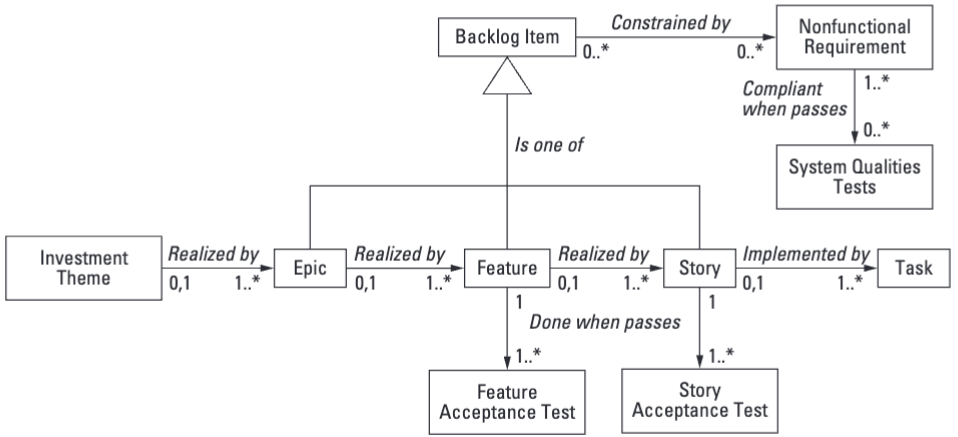 Backlog Item
Constrained by
0..*
0..*
Nonfunctional
Requirement
Compliant
when passes
1..*
0..*
System Qualities
Tests
Is one of
Investment
Theme
Realized by
0,1
1..*
Epic
Realized by
0,1
1..*
Feature
Realized by
0,1
1..*
Story
Implemented by
0,1
1..*
Task
1
Done when passes
1
1..*
1..*
Feature
Acceptance Test
Story
Acceptance Test